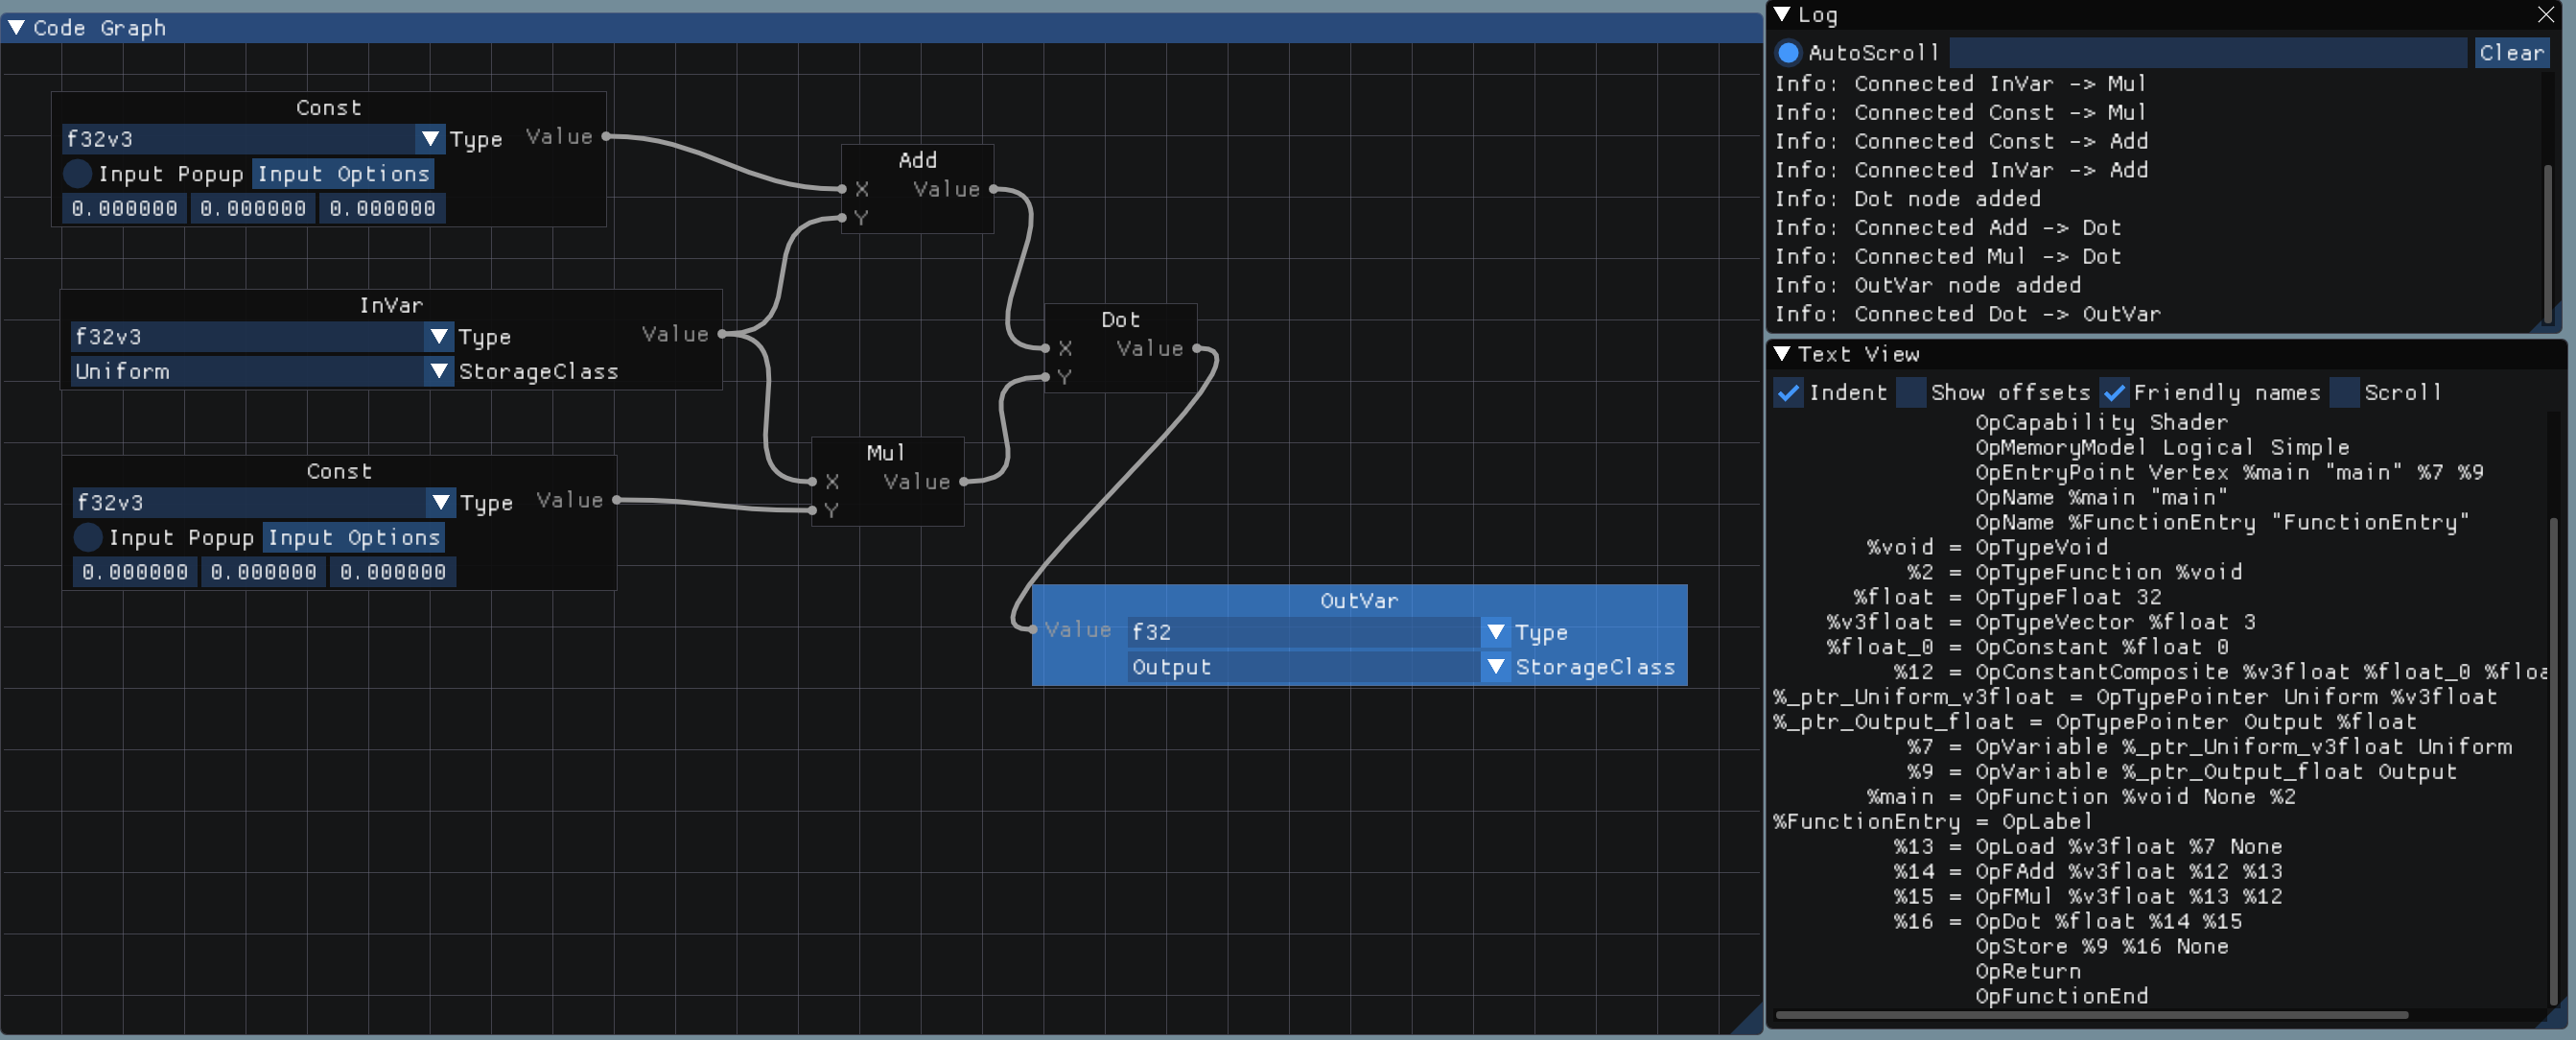 Code Graph
Const
f32v3 Type Value
Input Popup Input Options
0.000000 0.000000 0.000000
Add
X Value
Y
InVar
f32v3 Type Value
Uniform StorageClass
Dot
X Value
Y
Mul
X Value
Y
Const
f32v3 Type Value
Input Popup Input Options
0.000000 0.000000 0.000000
OutVar
Value f32 Type
Output StorageClass
Log
AutoScroll Clear
Info: Connected InVar -> Mul
Info: Connected Const -> Mul
Info: Connected Const -> Add
Info: Connected InVar -> Add
Info: Dot node added
Info: Connected Add -> Dot
Info: Connected Mul -> Dot
Info: OutVar node added
Info: Connected Dot -> OutVar
Text View
Indent Show offsets Friendly names Scroll
OpCapability Shader
OpMemoryModel Logical Simple
OpEntryPoint Vertex %main "main" %7 %9
OpName %main "main"
OpName %FunctionEntry "FunctionEntry"
%void = OpTypeVoid
%2 = OpTypeFunction %void
%float = OpTypeFloat 32
%v3float = OpTypeVector %float 3
%float_0 = OpConstant %float 0
%12 = OpConstantComposite %v3float %float_0 %floa
%_ptr_Uniform_v3float = OpTypePointer Uniform %v3float
%_ptr_Output_float = OpTypePointer Output %float
%7 = OpVariable %_ptr_Uniform_v3float Uniform
%9 = OpVariable %_ptr_Output_float Output
%main = OpFunction %void None %2
%FunctionEntry = OpLabel
%13 = OpLoad %v3float %7 None
%14 = OpFAdd %v3float %12 %13
%15 = OpFMul %v3float %13 %12
%16 = OpDot %float %14 %15
OpStore %9 %16 None
OpReturn
OpFunctionEnd